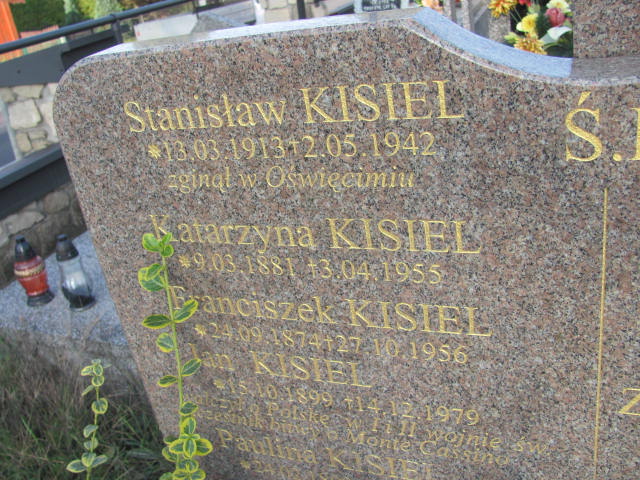 Stanisław KISIEL
*13.03.1913 +2.05.1942
zginął w Oświęcimiu
Katarzyna KISIEL
*9.03.1881 +3.04.1955
Franciszek KISIEL
*24.09.1874 +27.10.1956
Jan KISIEL
*15.10.1899 +14.12.1979
o Polskę w I i II wojnie św.
bitwy o Monte Cassino
Paulina KISIEL
Ś.